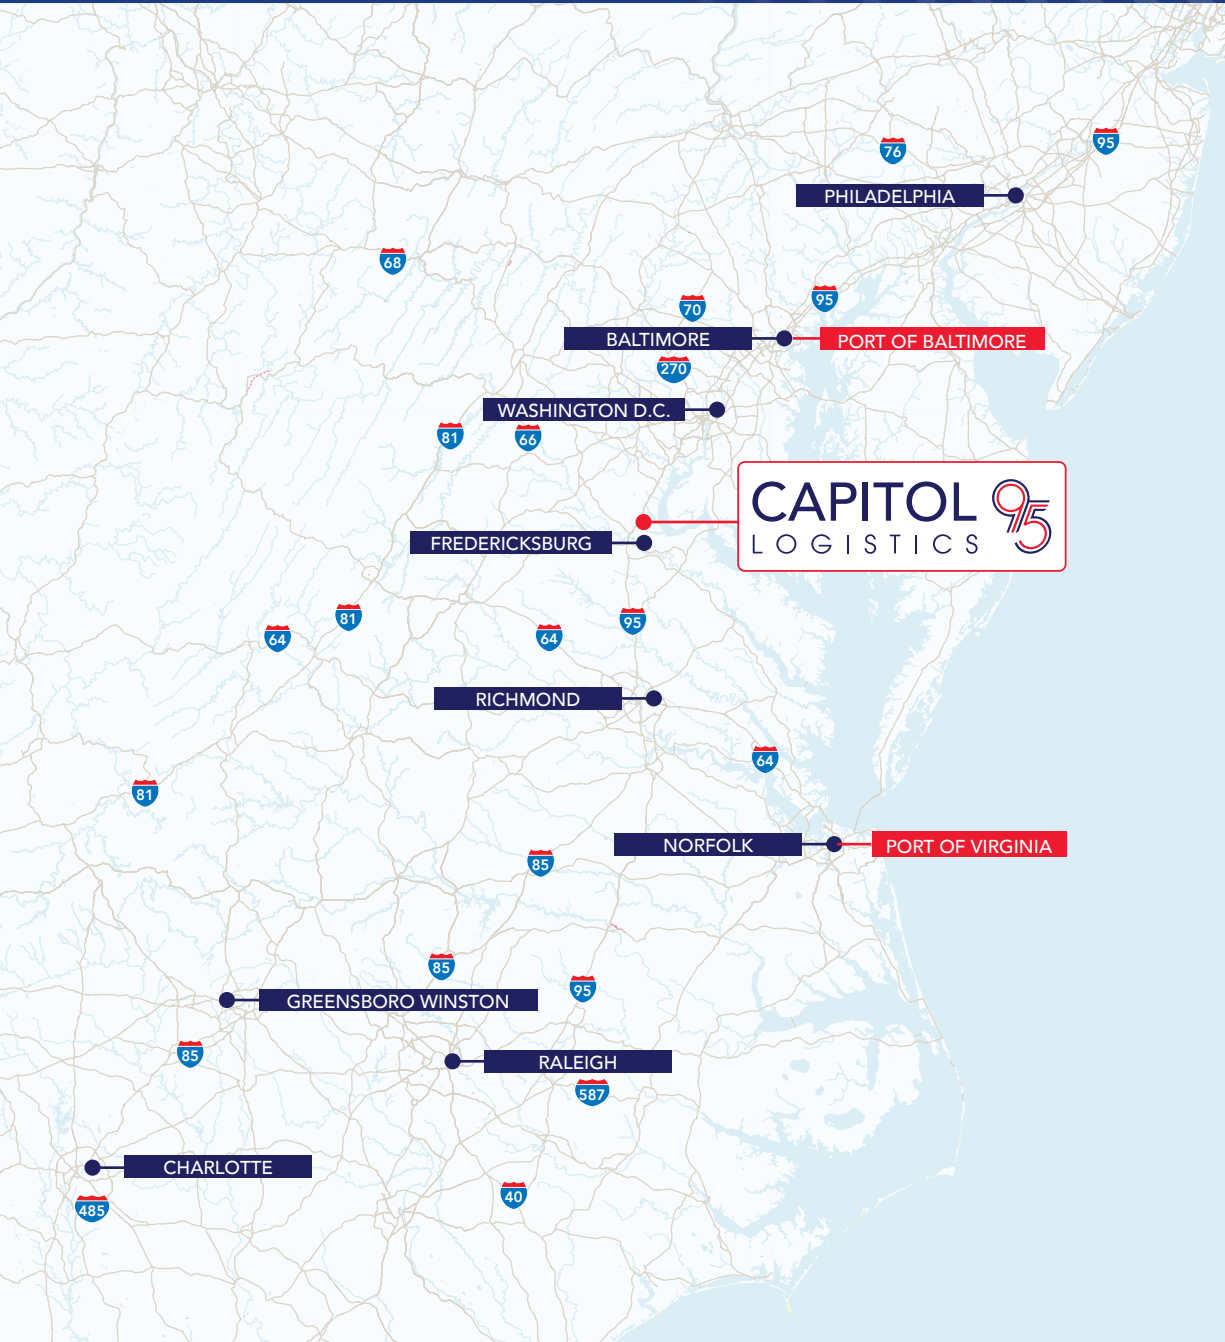 95
76
PHILADELPHIA
68
95
70
BALTIMORE
PORT OF BALTIMORE
270
WASHINGTON D.C.
81
66
CAPITOL 95
LOGISTICS
FREDERICKSBURG
81
95
64
64
RICHMOND
64
81
NORFOLK
PORT OF VIRGINIA
85
85
95
GREENSBORO WINSTON
85
RALEIGH
587
CHARLOTTE
40
485